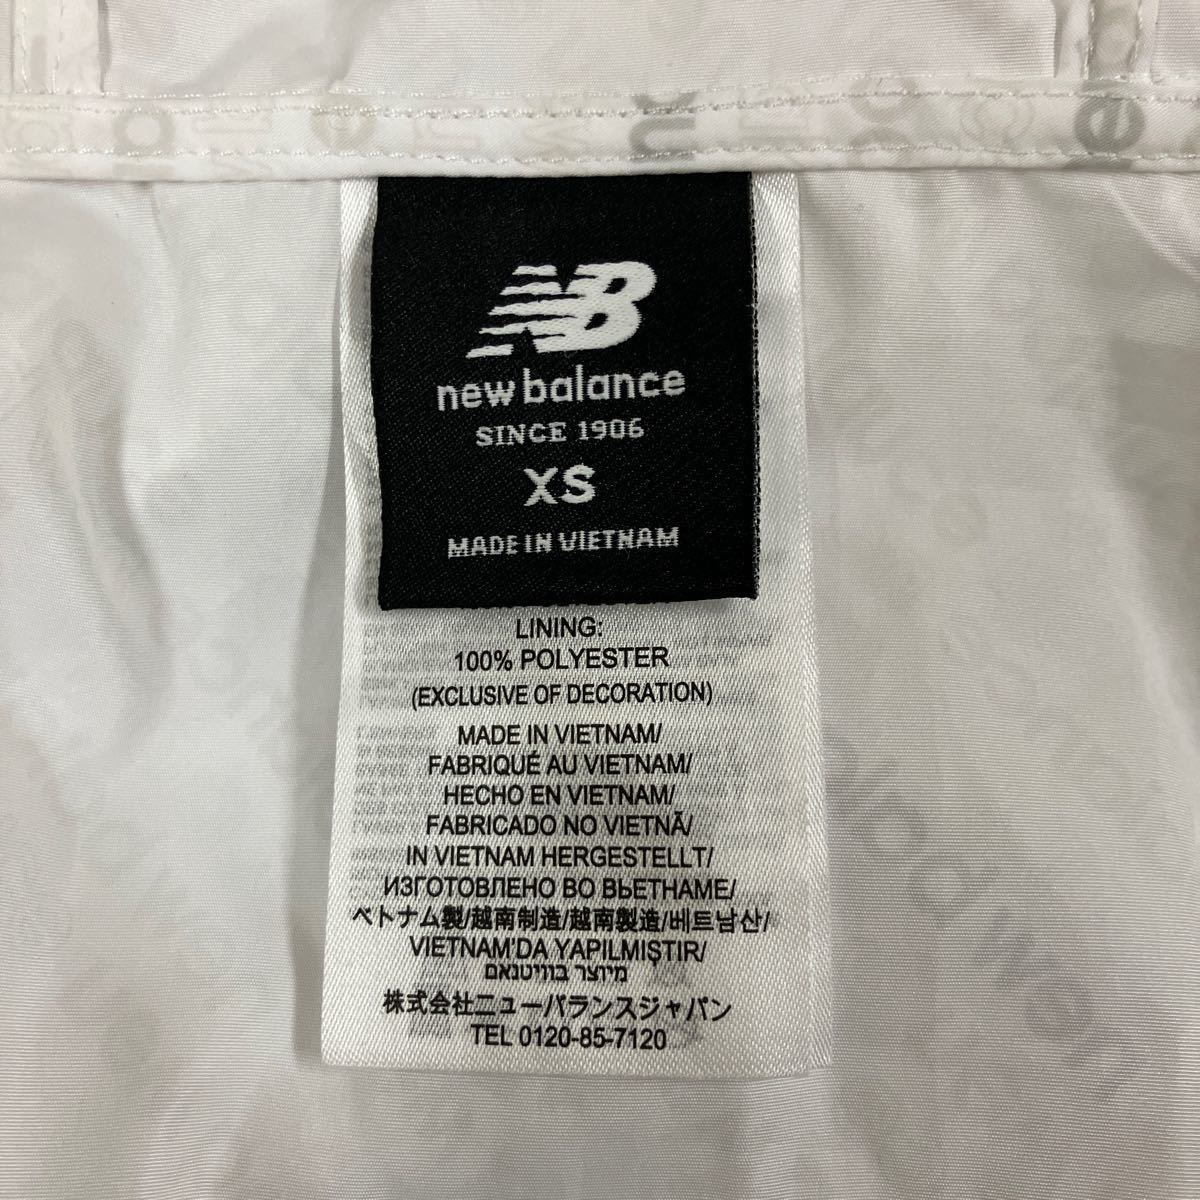 NB
new balance
SINCE 1906
XS
MADE IN VIETNAM
LINING:
100% POLYESTER
(EXCLUSIVE OF DECORATION)
MADE IN VIETNAM/
FABRIQUÉ AU VIETNAM/
HECHO EN VIETNAM/
FABRICADO NO VIETNÃ/
IN VIETNAM HERGESTELLT/
ИЗГОТОВЛЕНО ВО ВЬЕТНАМЕ/
ベトナム製/越南制造/越南製造/베트남산/
VIETNAM'DA YAPILMIŞTIR/
מיוצר בווייטנאם
株式会社ニューバランスジャパン
TEL 0120-85-7120